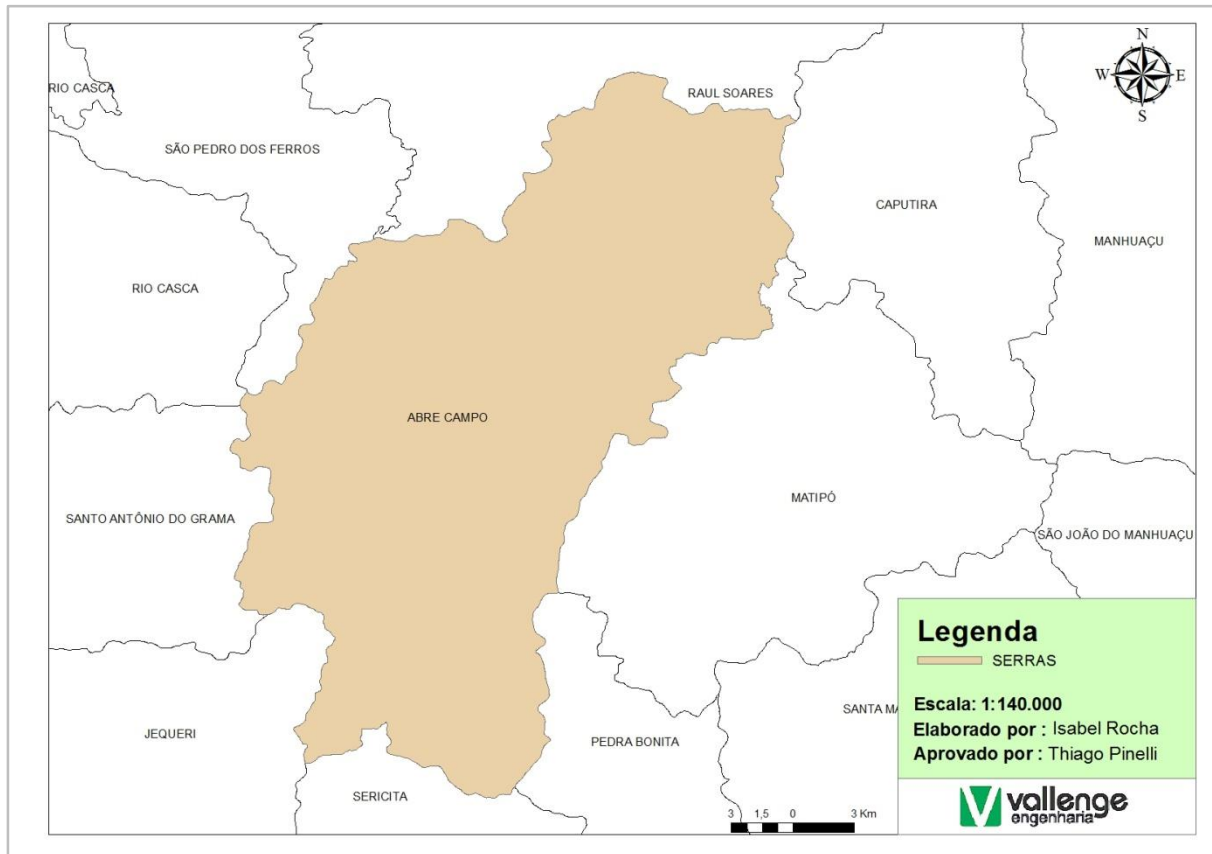 N
W E
S
RIO CASCA
RAUL SOARES
SÃO PEDRO DOS FERROS
CAPUTIRA
MANHUAÇU
RIO CASCA
ABRE CAMPO
MATIPÓ
SANTO ANTÔNIO DO GRAMA
SÃO JOÃO DO MANHUAÇU
JEQUERI
PEDRA BONITA
SANTA MA
SERICITA
Legenda
SERRAS
Escala: 1:140.000
Elaborado por : Isabel Rocha
Aprovado por : Thiago Pinelli
3 1,5 0 3 Km
vallenge
engenharia